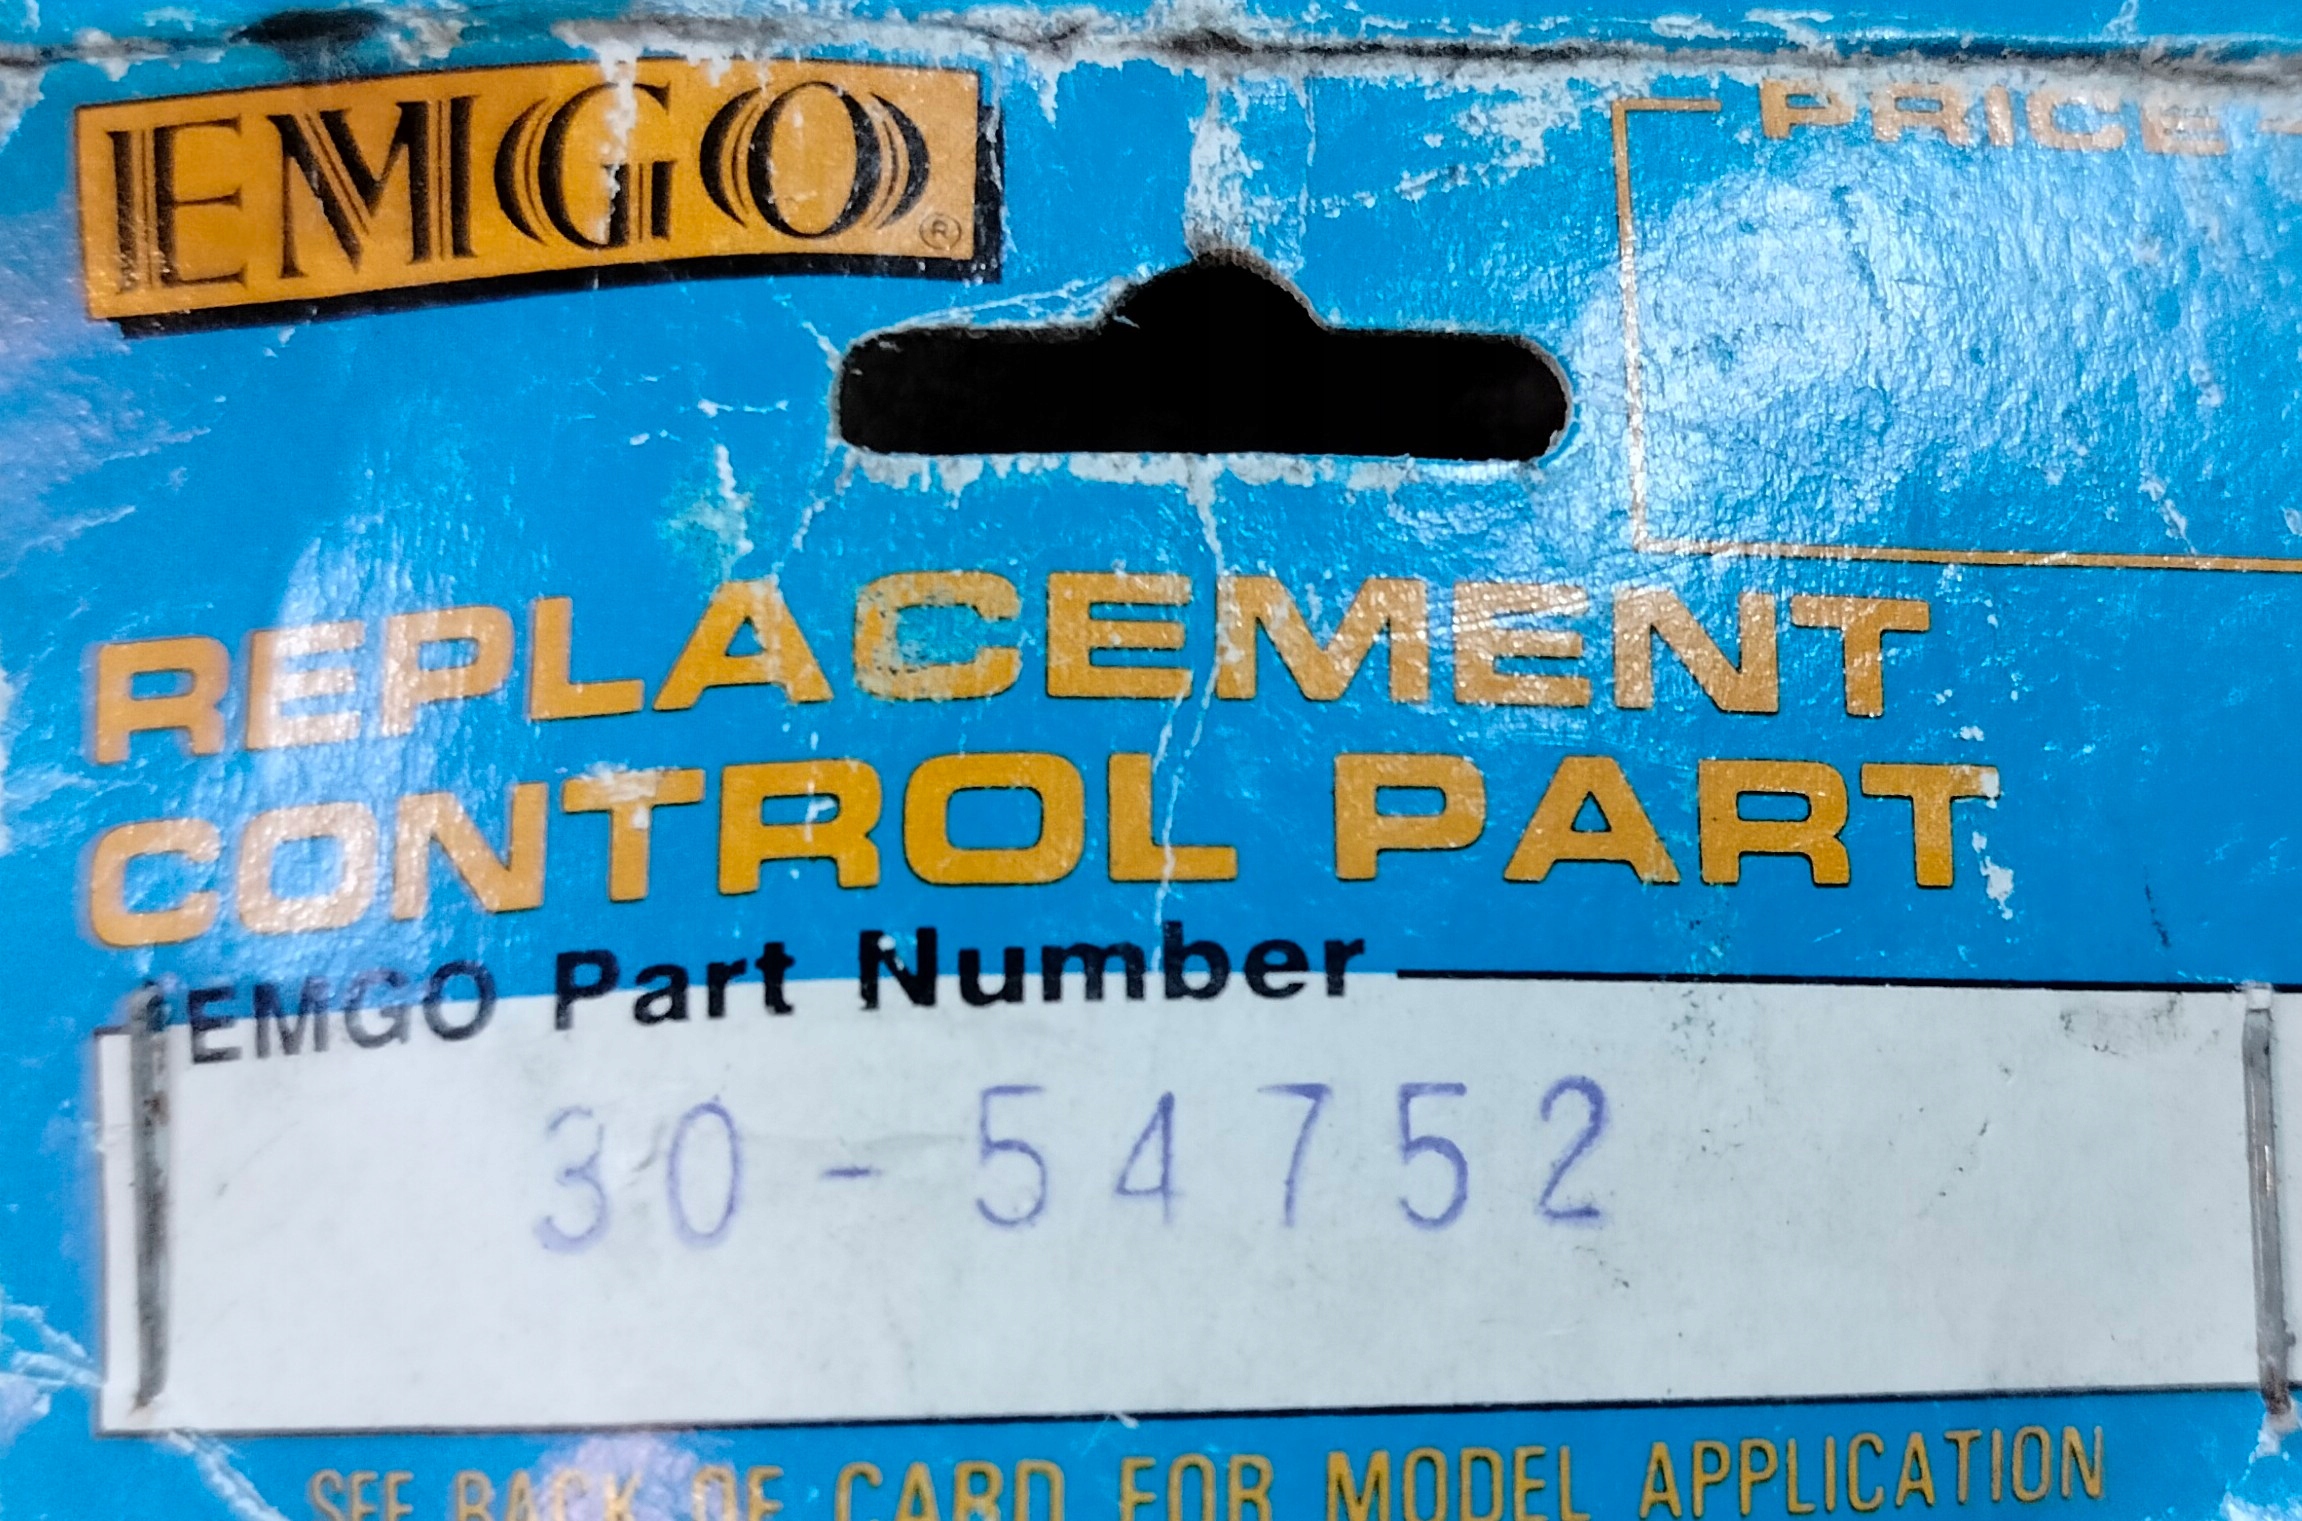 EMGO®
PRICE
REPLACEMENT
CONTROL PART
EMGO Part Number
30-54752
SEE BACK OF CARD FOR MODEL APPLICATION